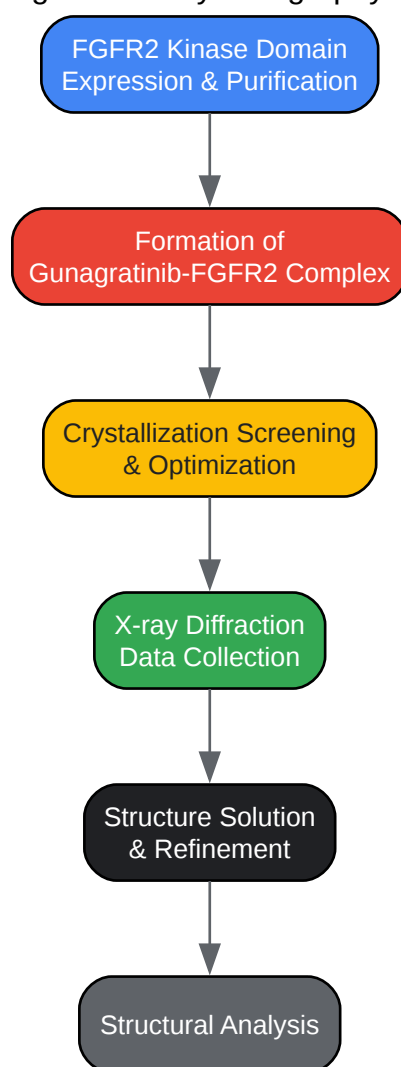 FGFR2 Kinase Domain
Expression & Purification
Formation of
Gunagratinib-FGFR2 Complex
Crystallization Screening
& Optimization
X-ray Diffraction
Data Collection
Structure Solution
& Refinement
Structural Analysis